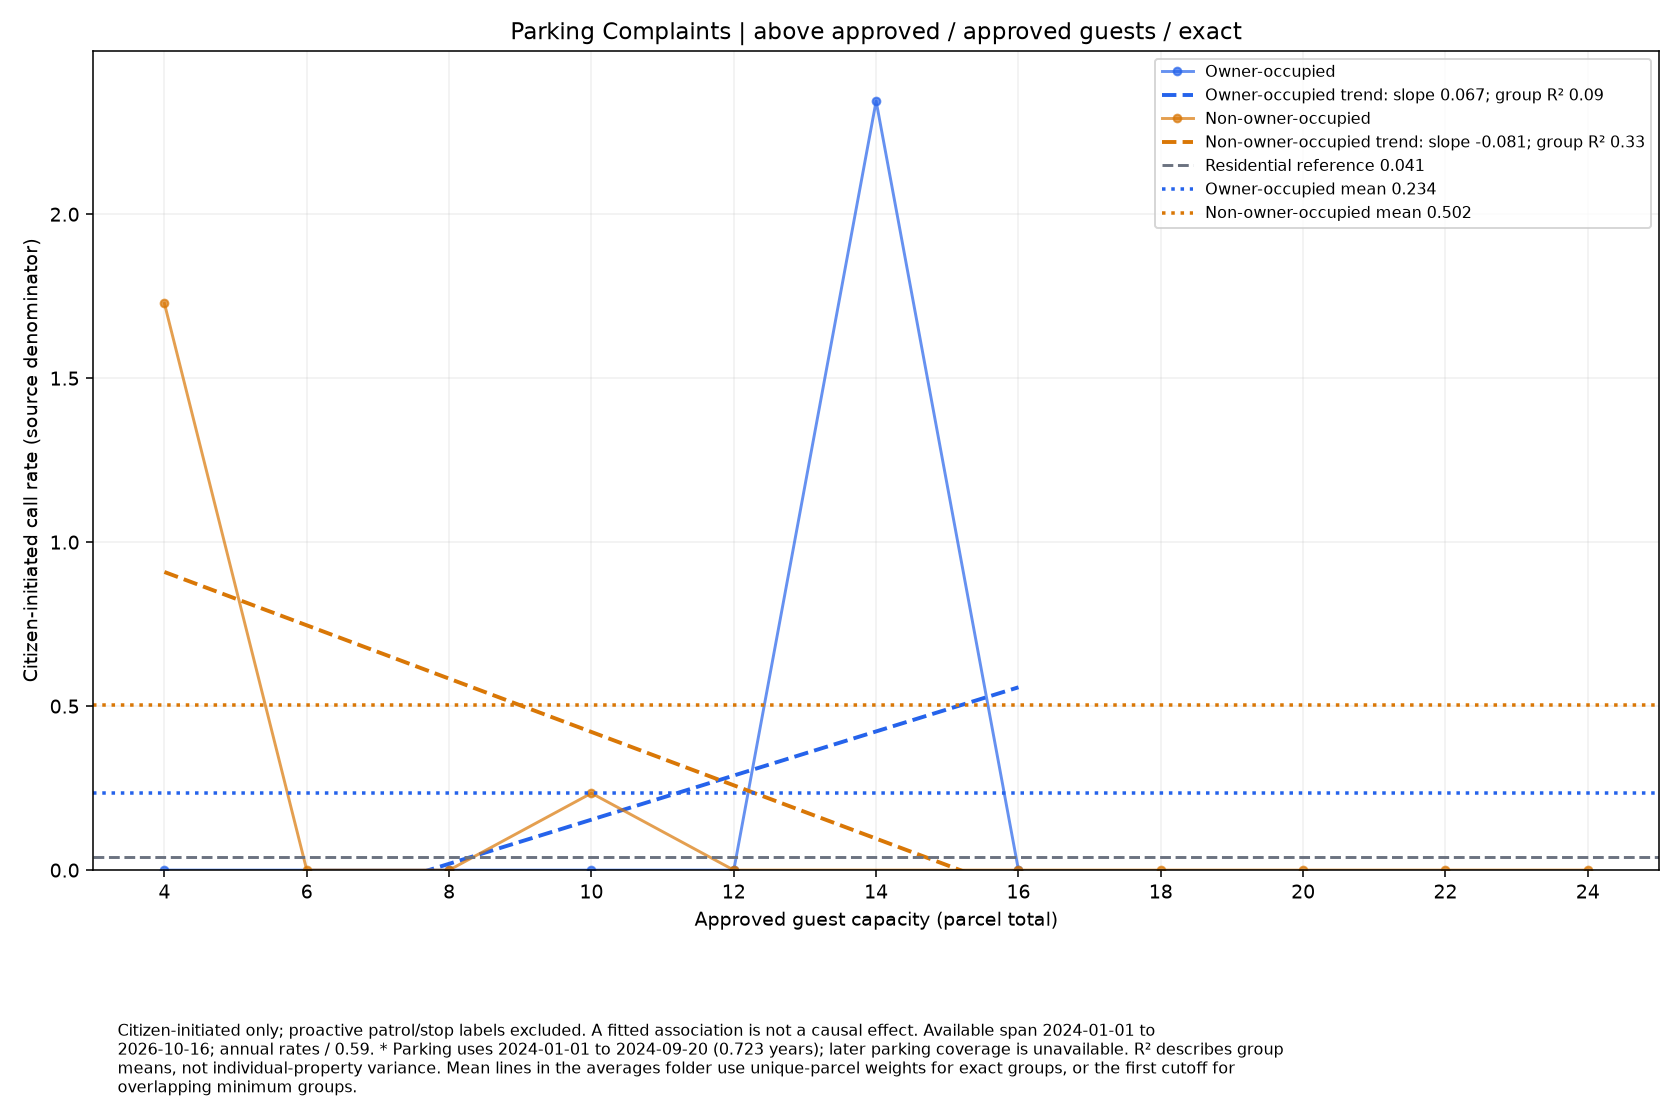 Parking Complaints | above approved / approved guests / exact
Owner-occupied
Owner-occupied trend: slope 0.067; group R² 0.09
Non-owner-occupied
Non-owner-occupied trend: slope -0.081; group R² 0.33
Residential reference 0.041
Owner-occupied mean 0.234
Non-owner-occupied mean 0.502
Citizen-initiated call rate (source denominator)
2.0
1.5
1.0
0.5
0.0
4 6 8 10 12 14 16 18 20 22 24
Approved guest capacity (parcel total)
Citizen-initiated only; proactive patrol/stop labels excluded. A fitted association is not a causal effect. Available span 2024-01-01 to
2026-10-16; annual rates / 0.59. * Parking uses 2024-01-01 to 2024-09-20 (0.723 years); later parking coverage is unavailable. R² describes group
means, not individual-property variance. Mean lines in the averages folder use unique-parcel weights for exact groups, or the first cutoff for
overlapping minimum groups.